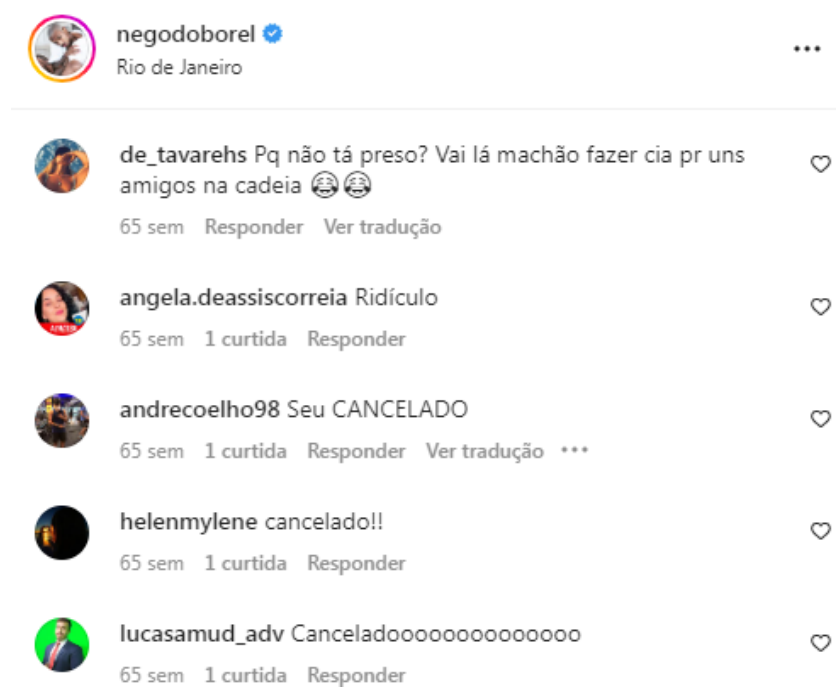 negodoborel
Rio de Janeiro
de_tavarehs Pq não tá preso? Vai lá machão fazer cia pr uns
amigos na cadeia 😂😂
65 sem Responder Ver tradução
angela.deassiscorreia Ridículo
65 sem 1 curtida Responder
andrecoelho98 Seu CANCELADO
65 sem 1 curtida Responder Ver tradução
helenmylene cancelado!!
65 sem 1 curtida Responder
lucasamud_adv Canceladoooooooooooooo
65 sem 1 curtida Responder